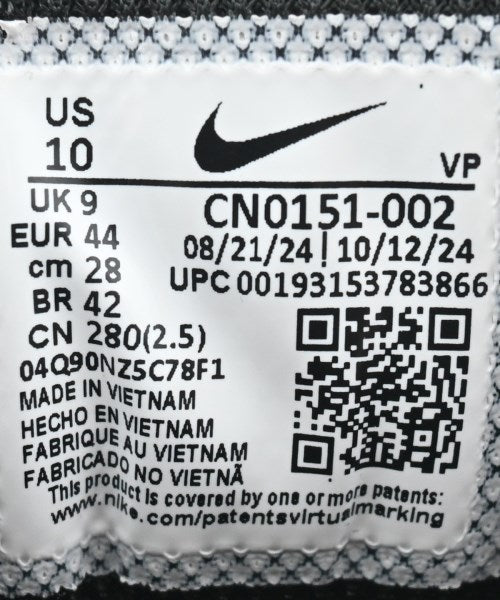 US
10
VP
UK 9
EUR 44
cm 28
BR 42
CN 280(2.5)
CN0151-002
08/21/24 | 10/12/24
UPC 00193153783866
04Q90NZ5C78F1
MADE IN VIETNAM
HECHO EN VIETNAM
FABRIQUE AU VIETNAM
FABRICADO NO VIETNÃ
This product is covered by one or more patents:
www.nike.com/patentsvirtualmarking